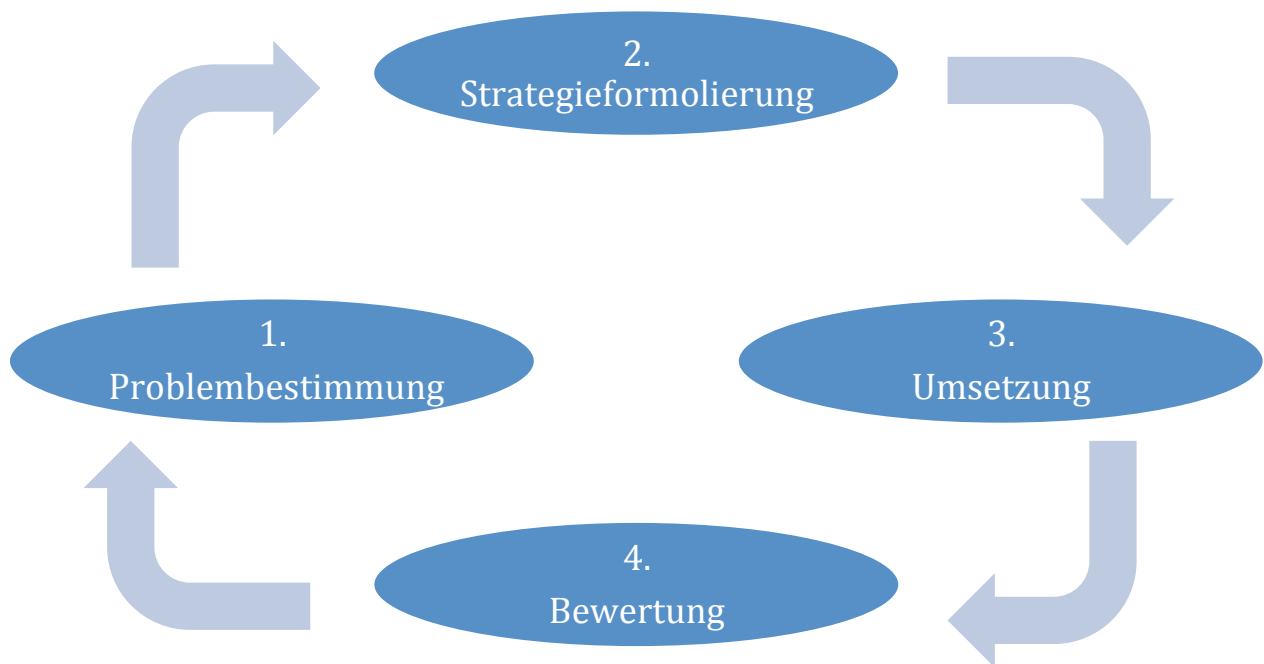 2.
Strategieformolierung
1.
Problembestimmung
3.
Umsetzung
4.
Bewertung